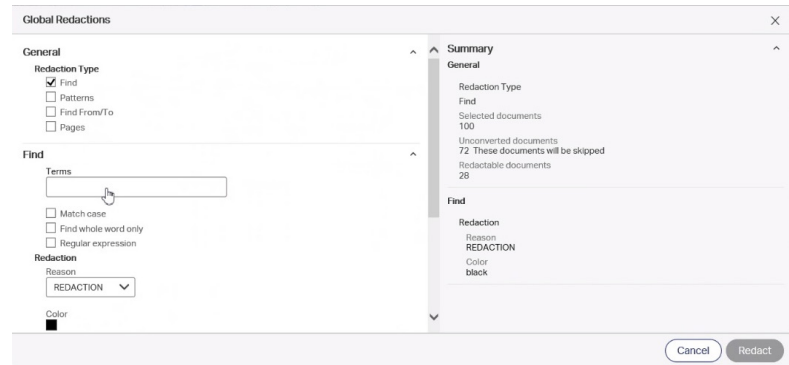 Global Redactions
General
Redaction Type
Find
Patterns
Find From/To
Pages
Find
Terms
Match case
Find whole word only
Regular expression
Redaction
Reason
REDACTION
Color
Summary
General
Redaction Type
Find
Selected documents
100
Unconverted documents
72 These documents will be skipped
Redactable documents
28
Find
Redaction
Reason
REDACTION
Color
black
Cancel
Redact